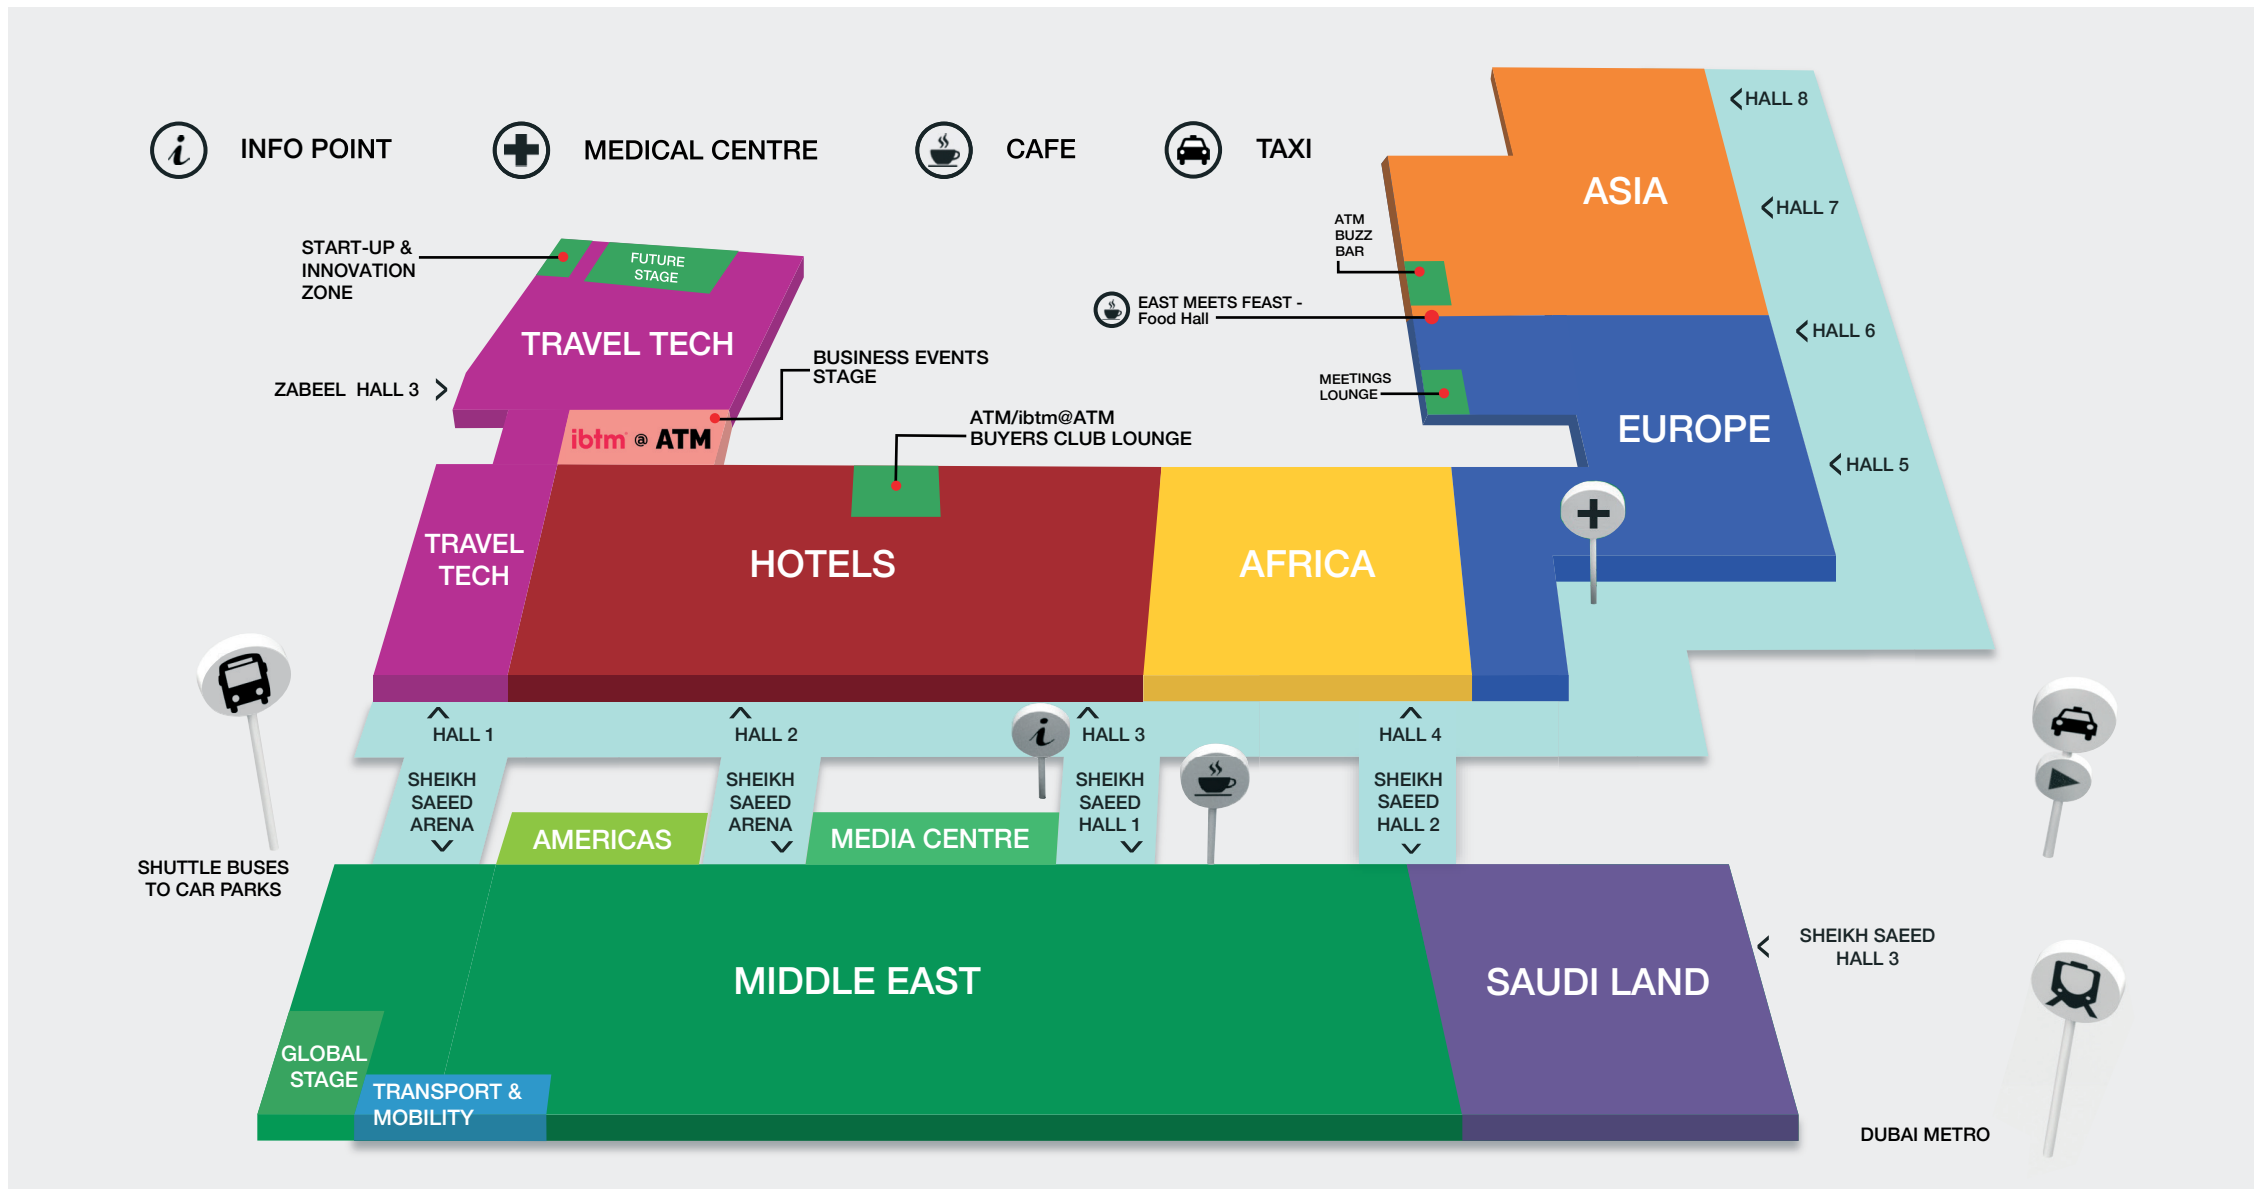 INFO POINT
MEDICAL CENTRE
CAFE
TAXI
HALL 8
ASIA
HALL 7
ATM
BUZZ
BAR
START-UP &
INNOVATION
ZONE
FUTURE
STAGE
EAST MEETS FEAST -
Food Hall
HALL 6
TRAVEL TECH
BUSINESS EVENTS
STAGE
ZABEEL HALL 3
MEETINGS
LOUNGE
ibtm @ ATM
ATM/ibtm@ATM
BUYERS CLUB LOUNGE
EUROPE
HALL 5
TRAVEL
TECH
HOTELS
AFRICA
HALL 1
HALL 2
HALL 3
HALL 4
SHEIKH
SAEED
ARENA
SHEIKH
SAEED
ARENA
SHEIKH
SAEED
HALL 1
SHEIKH
SAEED
HALL 2
AMERICAS
MEDIA CENTRE
SHUTTLE BUSES
TO CAR PARKS
MIDDLE EAST
SAUDI LAND
SHEIKH SAEED
HALL 3
GLOBAL
STAGE
TRANSPORT &
MOBILITY
DUBAI METRO